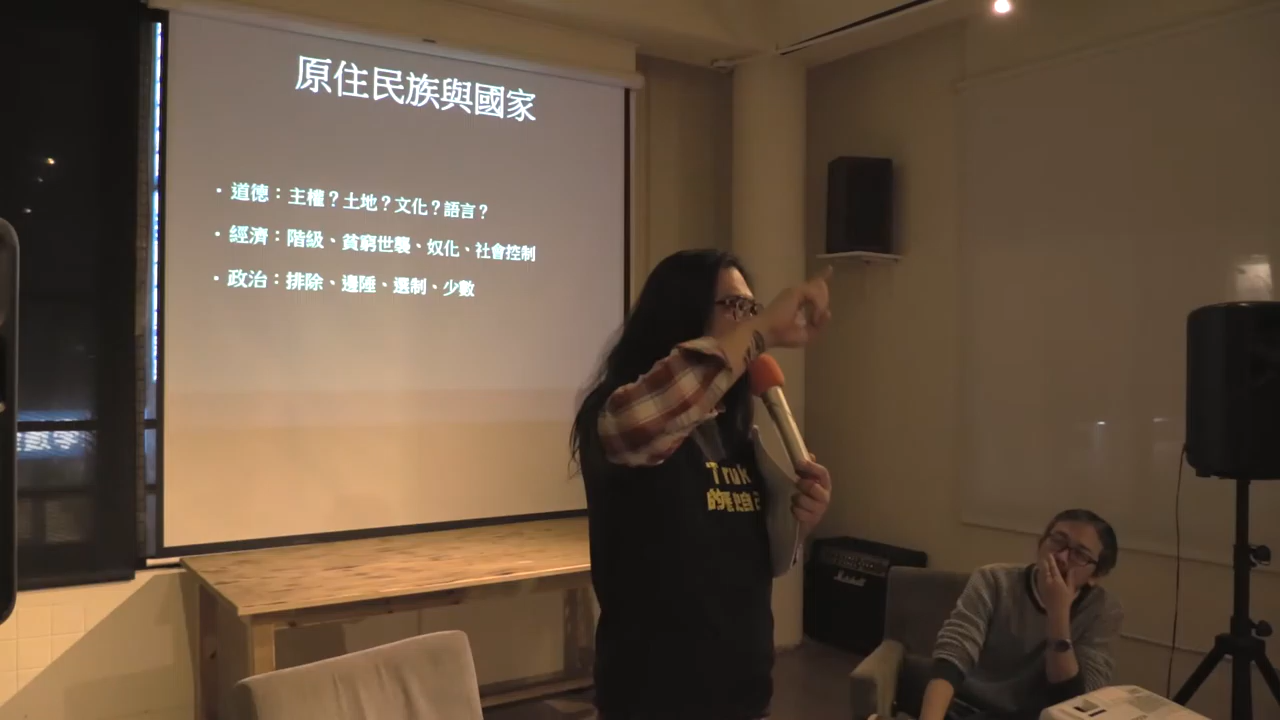 原住民族與國家
· 道德：主權？土地？文化？語言？
· 經濟：階級、貧窮世襲、奴化、社會控制
· 政治：排除、邊陲、選制、少數
Truk
Marshall